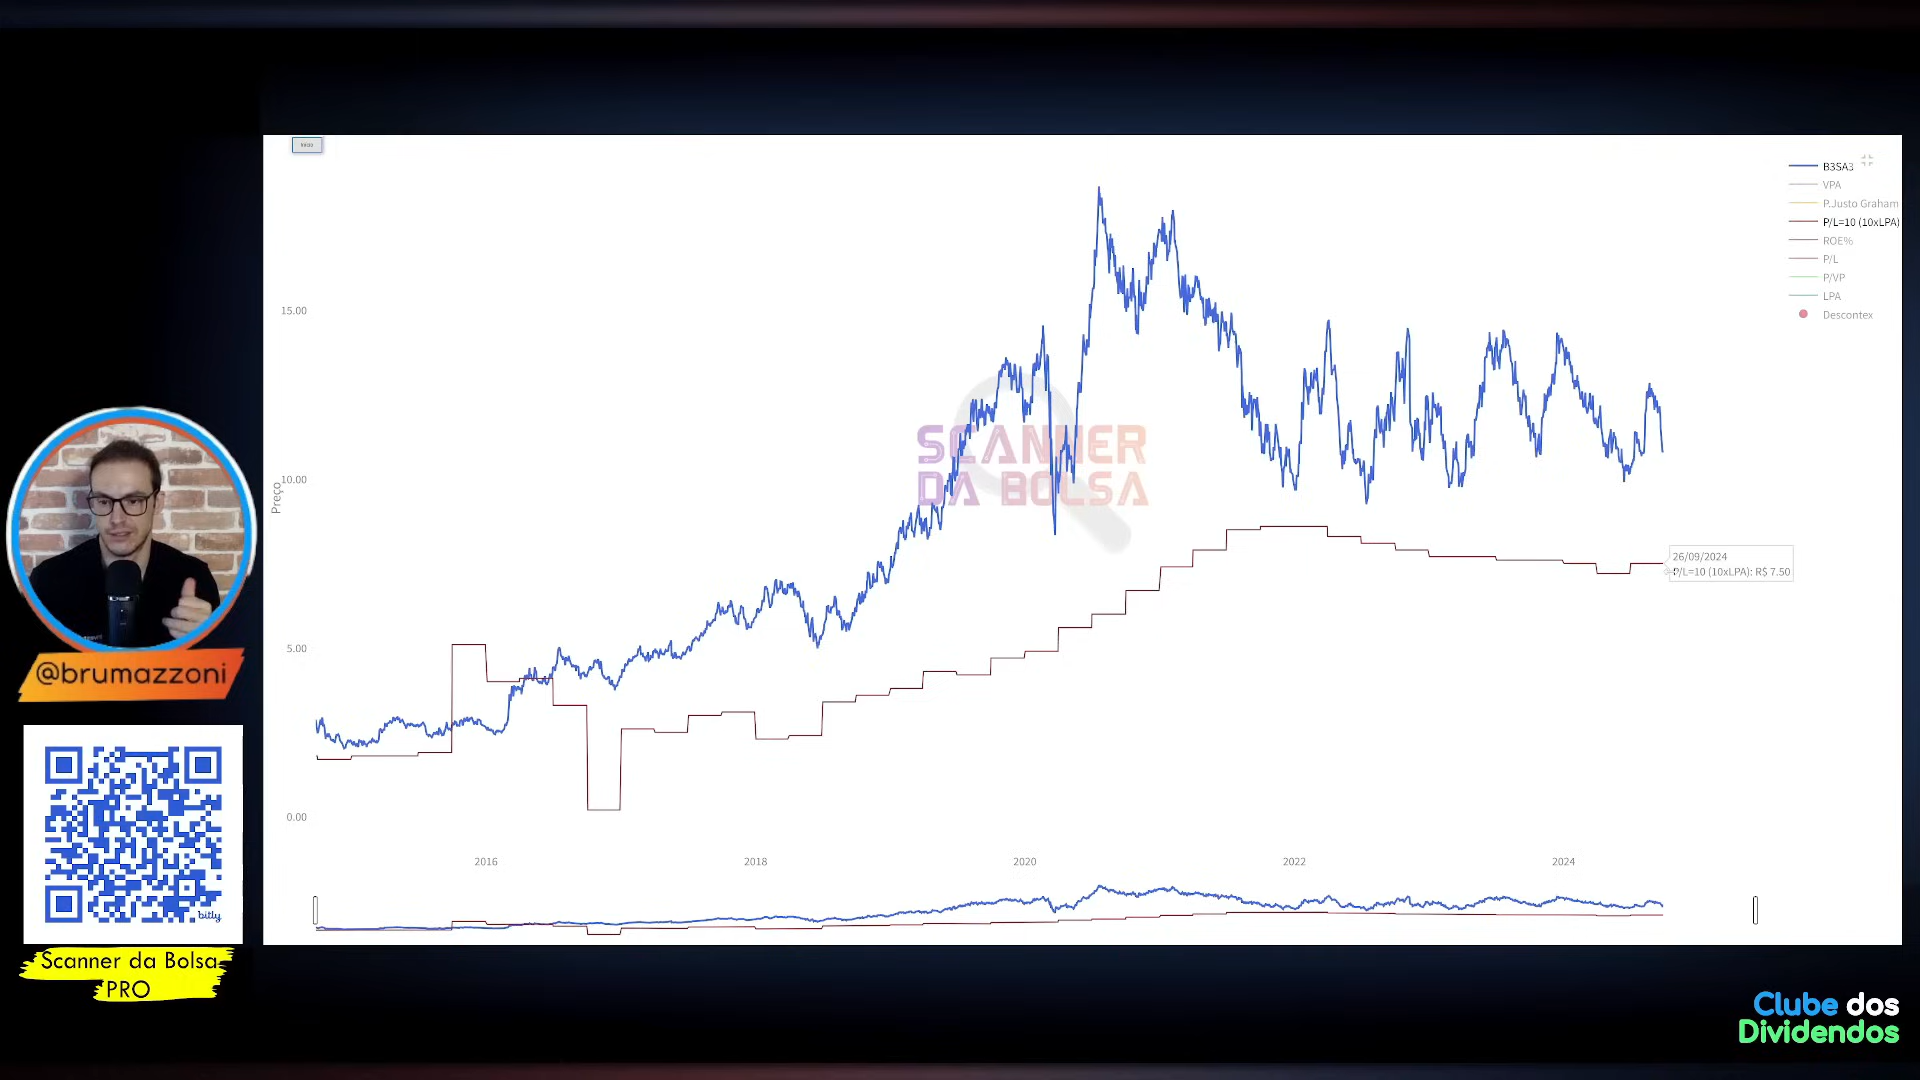 Início
B3SA3
VPA
P.Justo Graham
P/L=10 (10xLPA)
ROE%
P/L
P/VP
LPA
Descontex
15.00
10.00
5.00
0.00
Preço
SCANNER
DA BOLSA
26/09/2024
P/L=10 (10xLPA): R$ 7.50
2016
2018
2020
2022
2024
@brumazzoni
bitly
Scanner da Bolsa
PRO
Clube dos
Dividendos